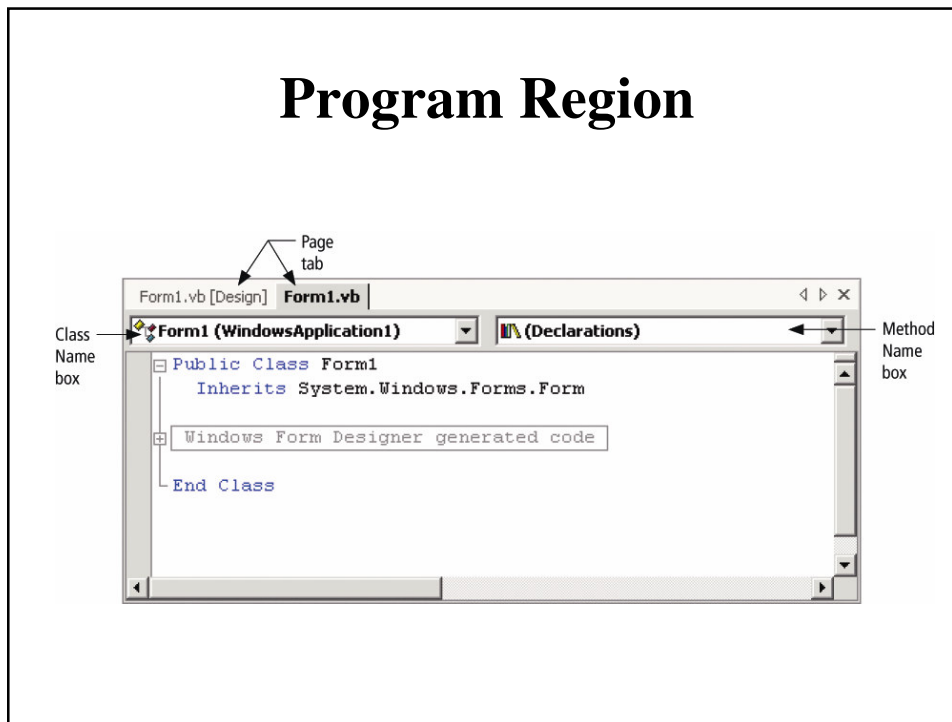 Program Region
Page
tab
Form1.vb [Design] Form1.vb
Class
Name
box
Form1 (WindowsApplication1)
(Declarations)
Method
Name
box
Public Class Form1
Inherits System.Windows.Forms.Form
Windows Form Designer generated code
End Class